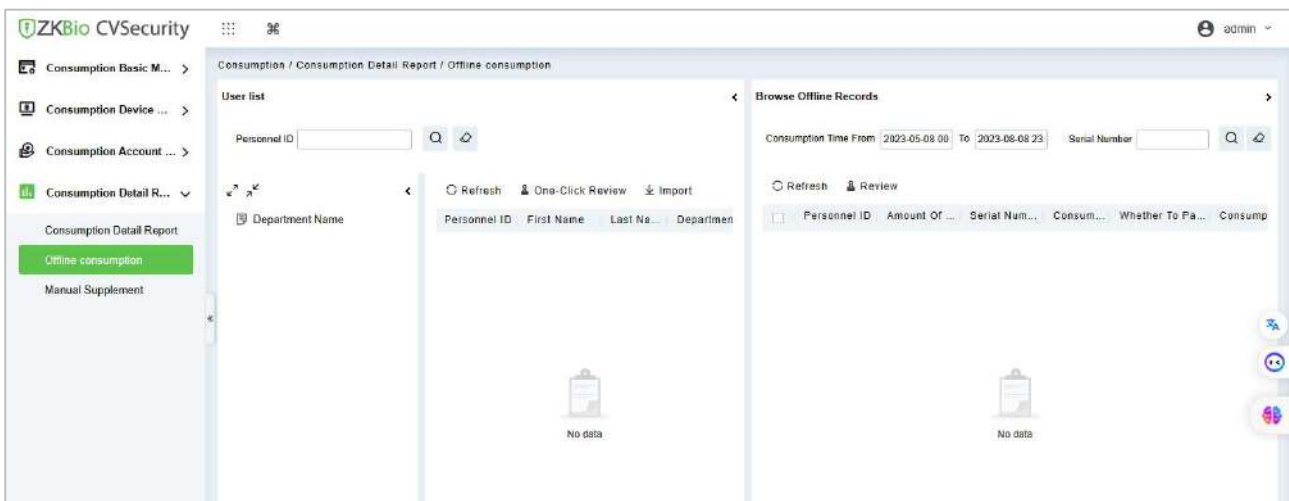 ZKBio CVSecurity
admin
Consumption Basic M...
Consumption Device ...
Consumption Account ...
Consumption Detail R...
Consumption Detail Report
Offline consumption
Manual Supplement
Consumption / Consumption Detail Report / Offline consumption
User list
Personnel ID
Department Name
Refresh One-Click Review Import
Personnel ID First Name Last Na... Departmen
No data
Browse Offline Records
Consumption Time From 2023-05-08 00 To 2023-08-08 23 Serial Number
Refresh Review
Personnel ID Amount Of ... Serial Num... Consum... Whether To Pa... Consump
No data